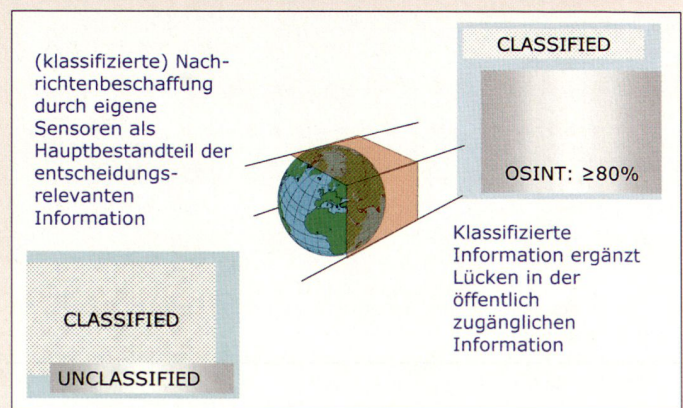 (klassifizierte) Nach-
richtenbeschaffung
durch eigene
Sensoren als
Hauptbestandteil der
entscheidungs-
relevanten
Information
CLASSIFIED
UNCLASSIFIED
CLASSIFIED
OSINT: ≥80%
Klassifizierte
Information ergänzt
Lücken in der
öffentlich
zugänglichen
Information